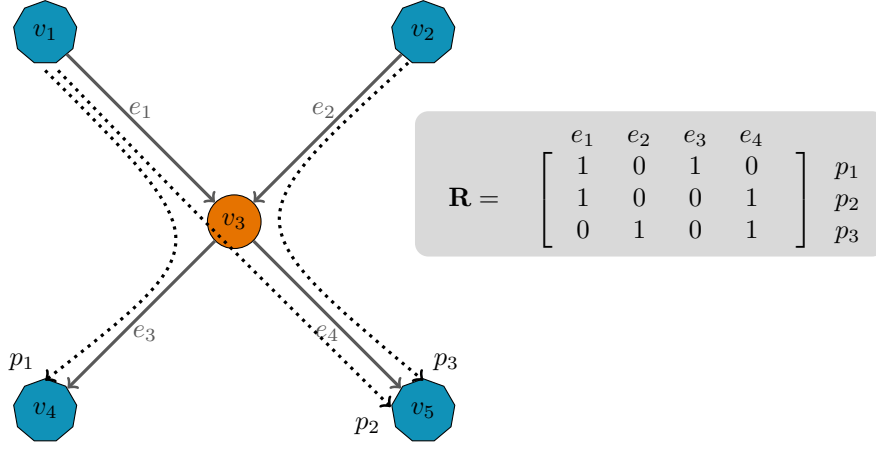 v₁ v₂
e₁ e₂
e₁ e₂ e₃ e₄
1 0 1 0 p₁
R = 1 0 0 1 p₂
0 1 0 1 p₃
v₃
e₃ e₄
p₁ p₃
v₄ v₅
p₂